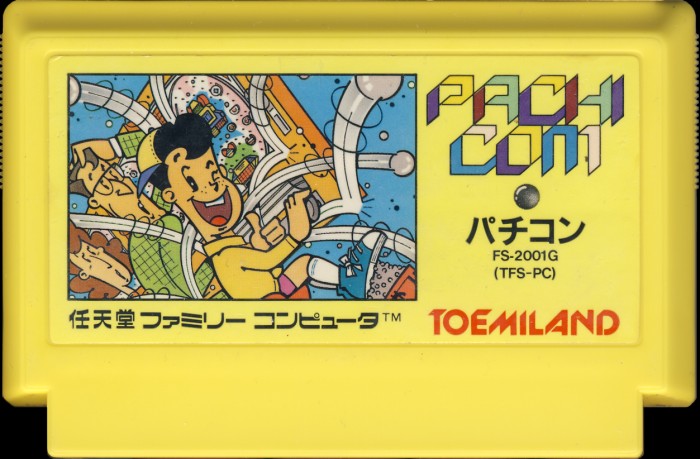 PACHI
COM
パチコン
FS-2001G
(TFS-PC)
任天堂 ファミリー コンピュータ™
TOEMILAND